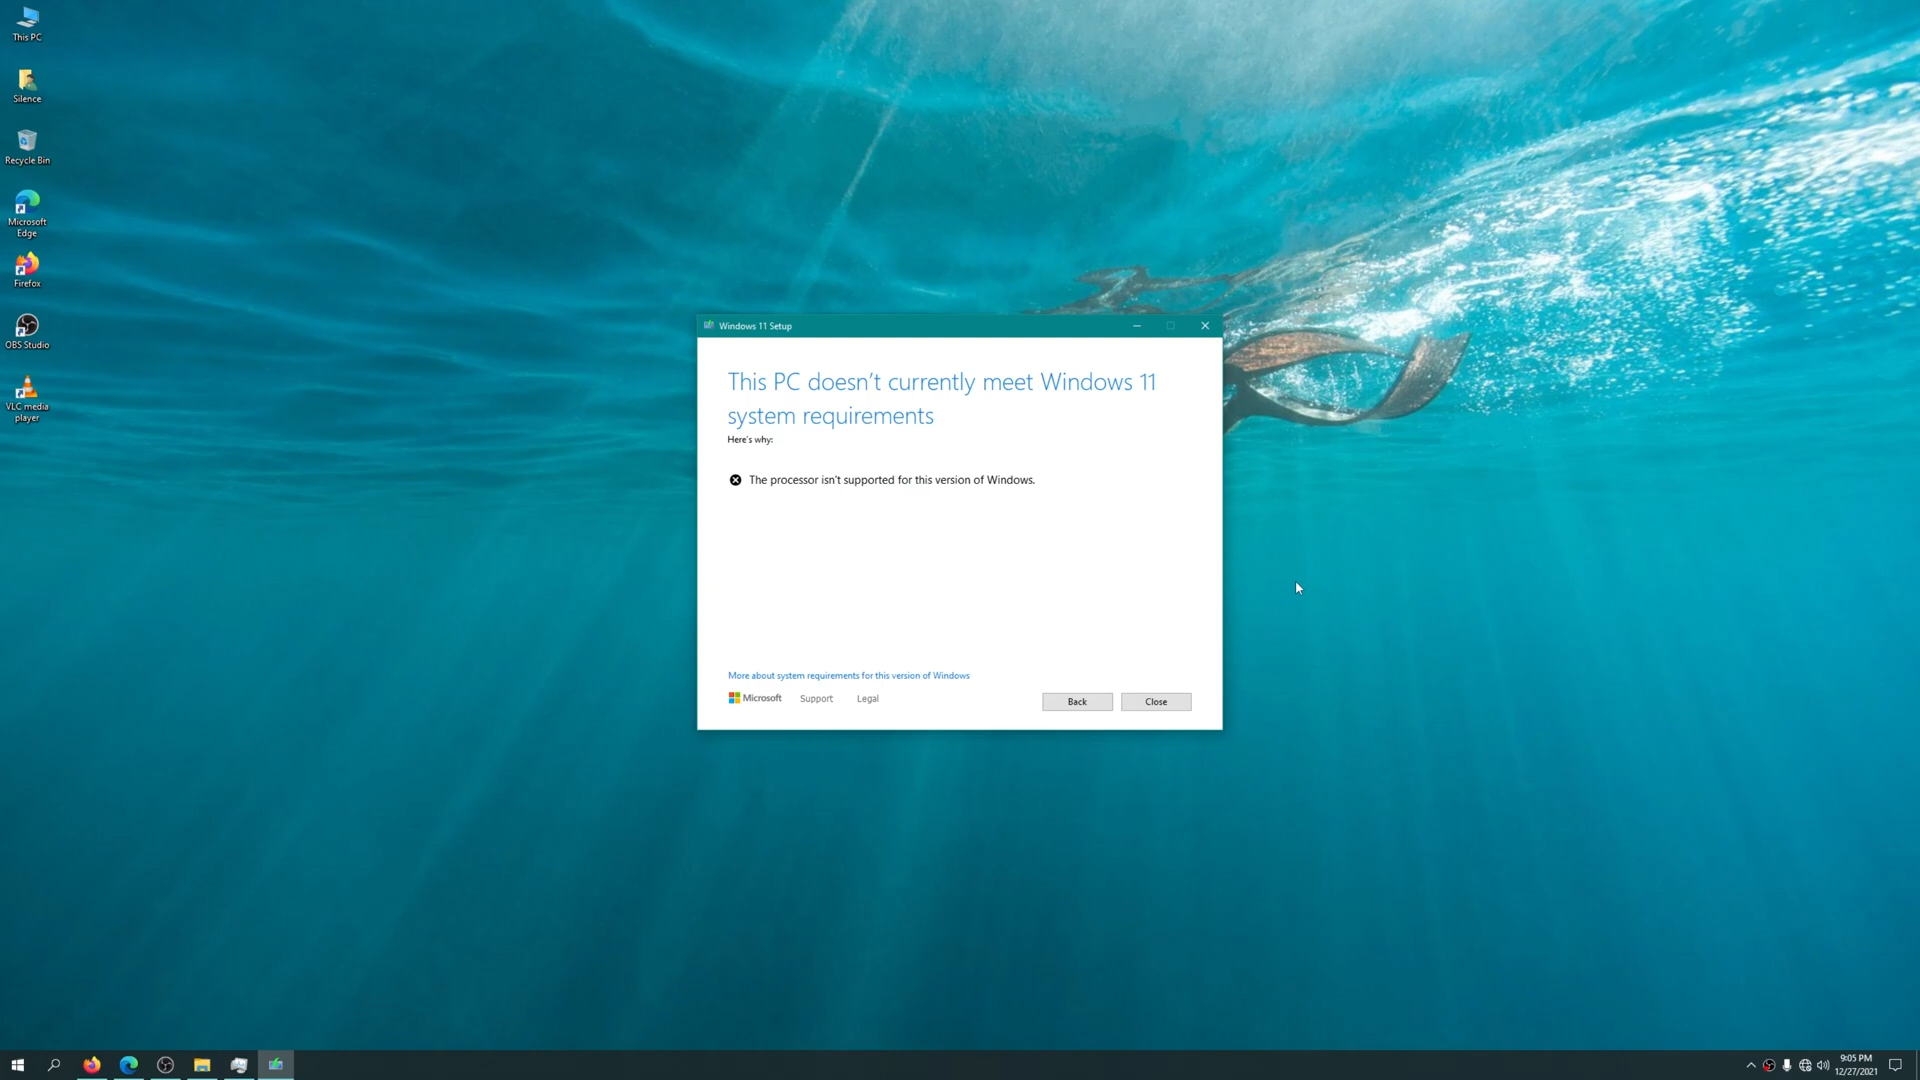 This PC
Silence
Recycle Bin
Microsoft
Edge
Firefox
OBS Studio
VLC media
player
Windows 11 Setup
This PC doesn't currently meet Windows 11
system requirements
Here's why:
The processor isn't supported for this version of Windows.
More about system requirements for this version of Windows
Microsoft Support Legal
Back Close
9:05 PM
12/27/2021